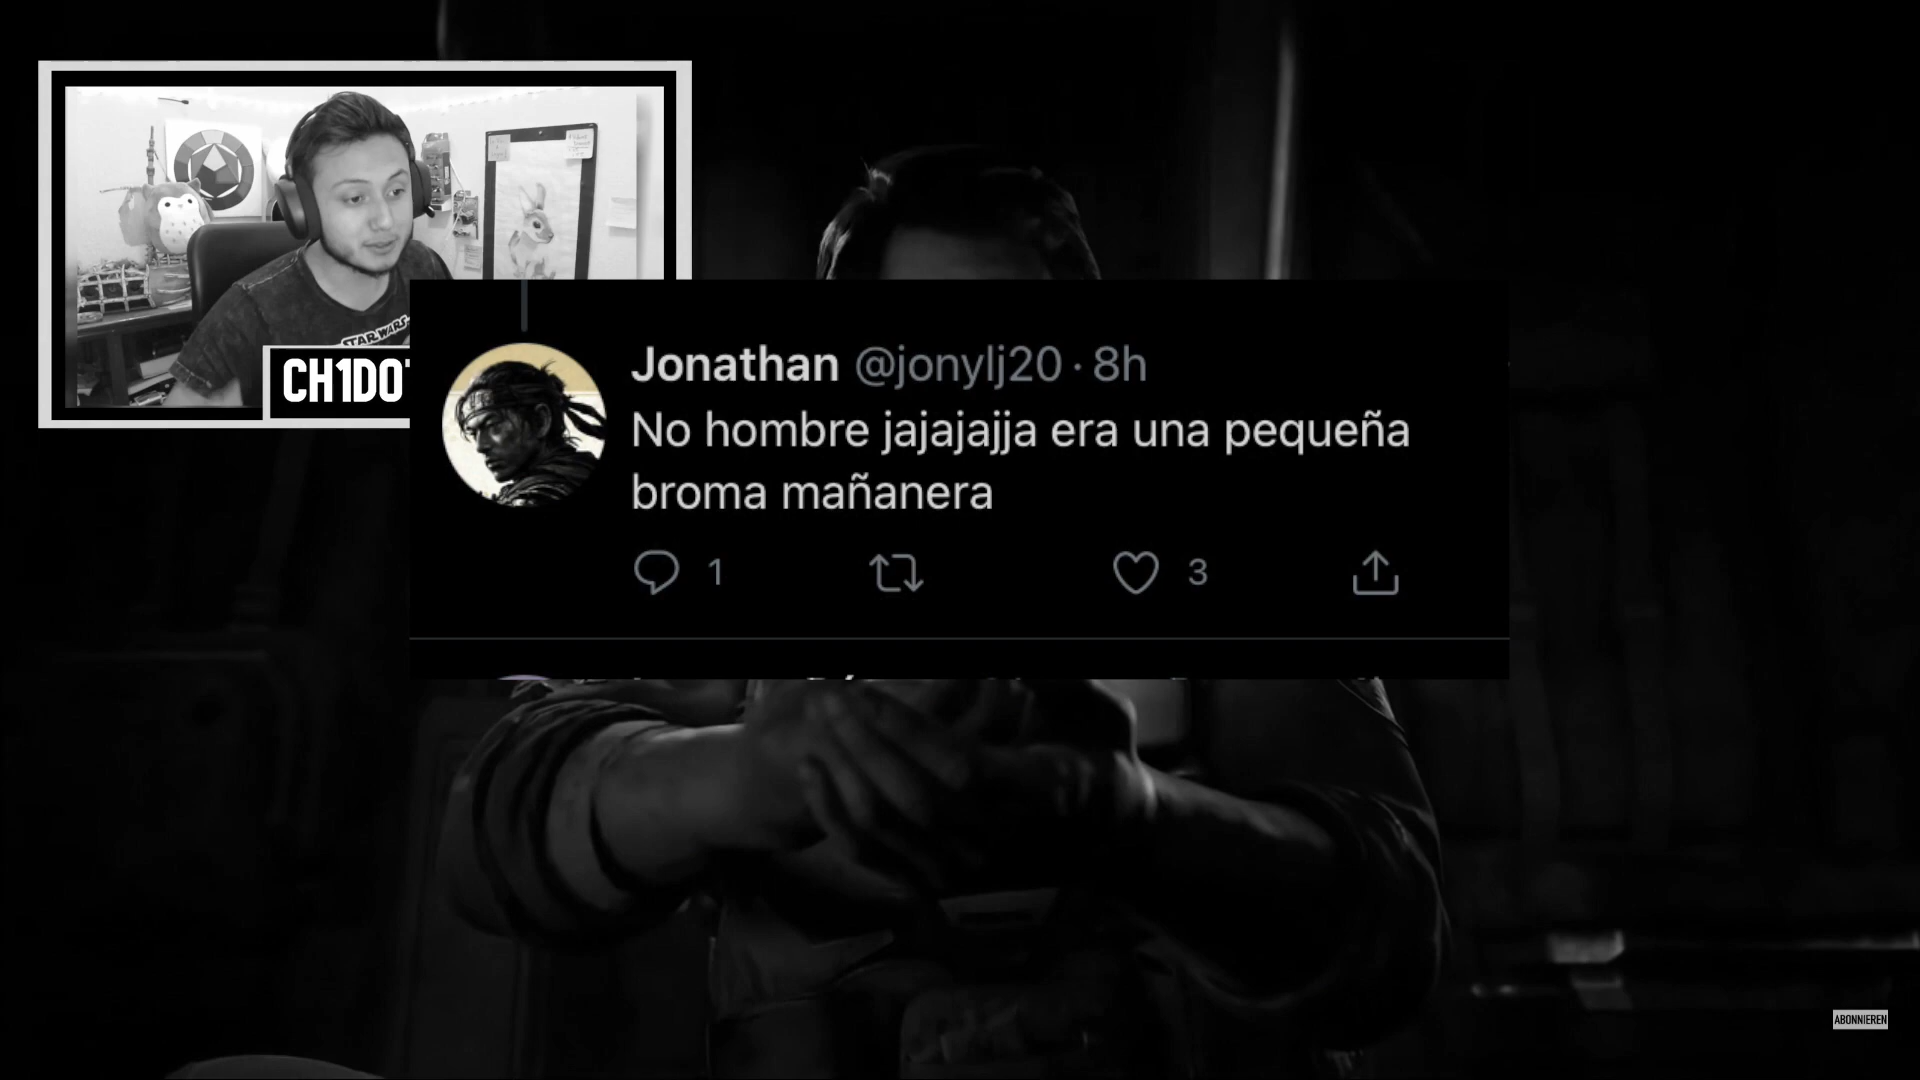 STAR WARS
CH1DO
Jonathan @jonylj20 · 8h
No hombre jajajajja era una pequeña
broma mañanera
1
3
ABONNIEREN